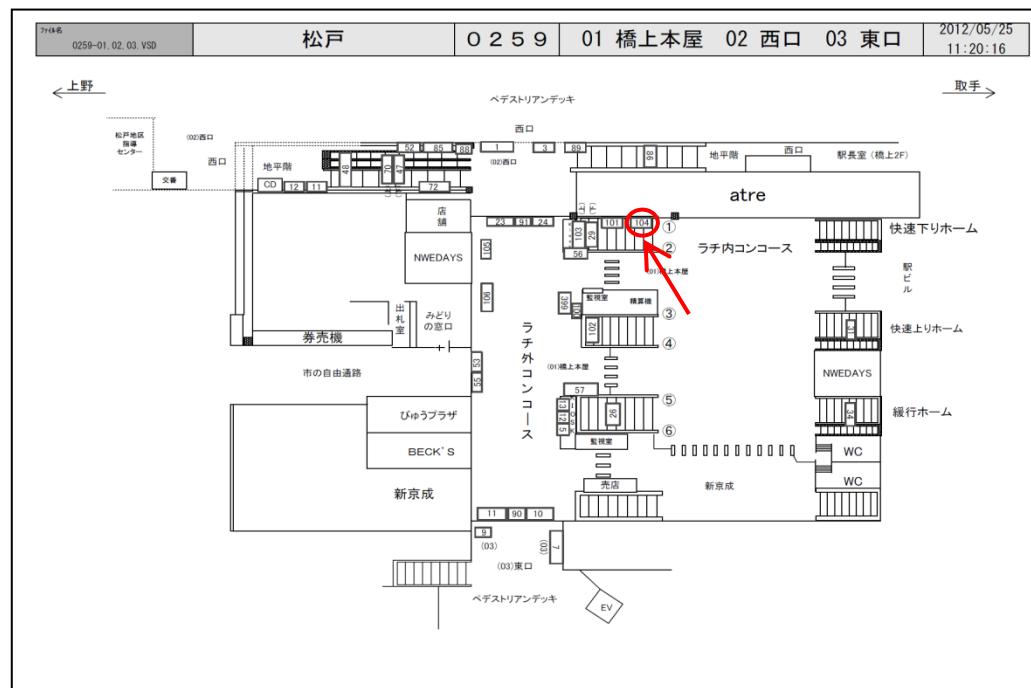 ファイル名
0259-01.02.03.VSD
松戸
0259
01 橋上本屋 02 西口 03 東口
2012/05/25
11:20:16
上野
取手
ペデストリアンデッキ
松戸地区
指導
センター
(02)西口
西口
52
85
88
1
3
89
西口
地平階
(02)西口
48
70
47
(上)
(下)
86
地平階
西口
駅長室(橋上2F)
交番
CD
12
11
72
atre
店
舗
23
91
24
(上)
(下)
103
29
101
104
①
快速下りホーム
105
56
②
ラチ内コンコース
NWEDAYS
(01)橋上本屋
駅ビル
106
399
100
監視室
精算機
③
出札室
みどり
の窓口
102
31
快速上りホーム
券売機
④
ラチ外コンコース
市の自由通路
53
55
(01)橋上本屋
NWEDAYS
57
⑤
びゅうプラザ
13
12
5
26
34
緩行ホーム
⑥
BECK'S
監視室
WC
新京成
売店
新京成
WC
11
90
10
9
(03)
(03)
7
(03)東口
ペデストリアンデッキ
EV